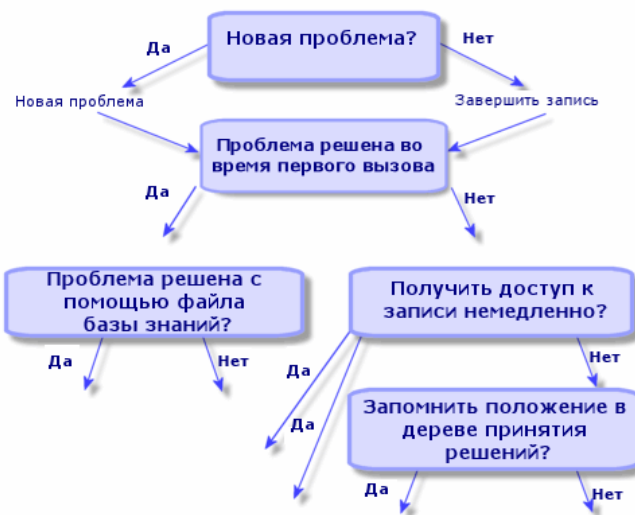 Новая проблема?
Да
Нет
Новая проблема
Завершить запись
Проблема решена во
время первого вызова
Да
Нет
Проблема решена с
помощью файла
базы знаний?
Получить доступ к
записи немедленно?
Да
Нет
Да
Нет
Да
Запомнить положение в
дереве принятия
решений?
Да
Нет